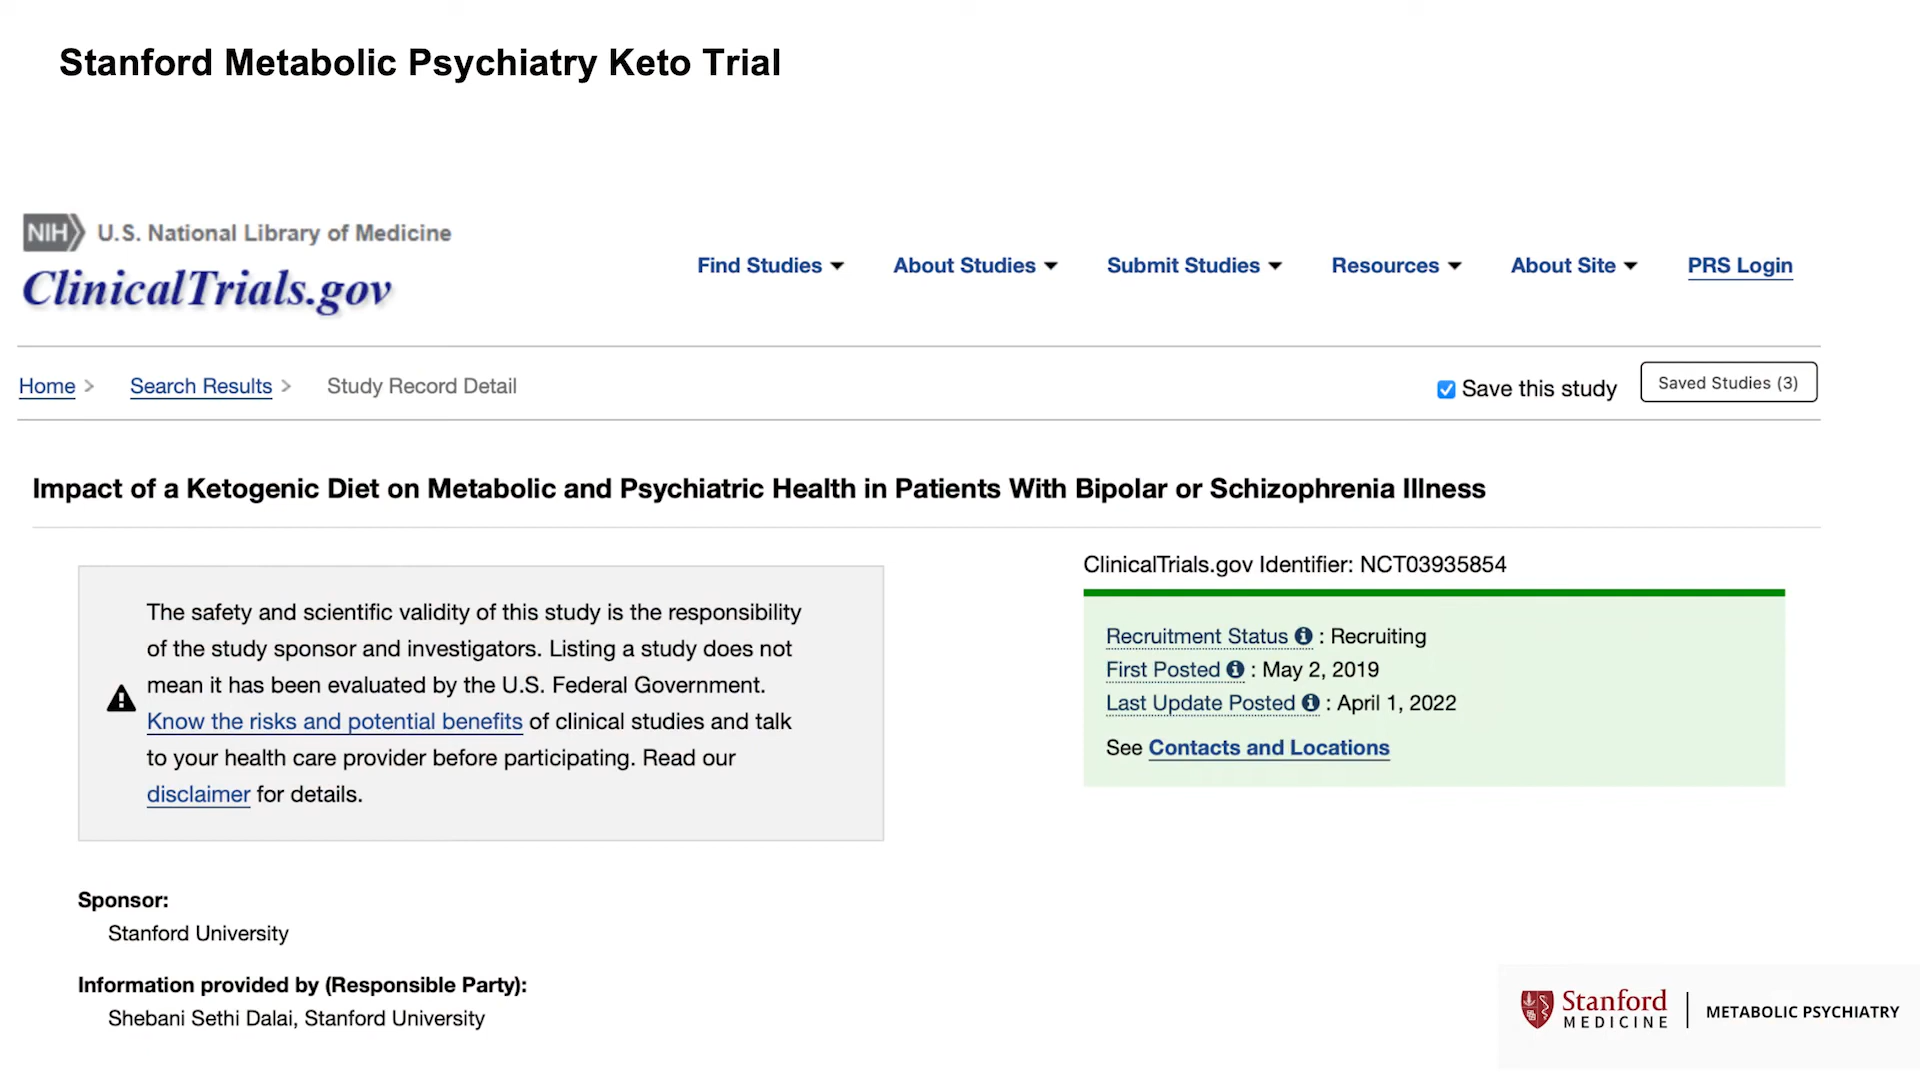 Stanford Metabolic Psychiatry Keto Trial
NIH U.S. National Library of Medicine
ClinicalTrials.gov
Find Studies About Studies Submit Studies Resources About Site PRS Login
Home > Search Results > Study Record Detail
Save this study Saved Studies (3)
Impact of a Ketogenic Diet on Metabolic and Psychiatric Health in Patients With Bipolar or Schizophrenia Illness
The safety and scientific validity of this study is the responsibility
of the study sponsor and investigators. Listing a study does not
mean it has been evaluated by the U.S. Federal Government.
Know the risks and potential benefits of clinical studies and talk
to your health care provider before participating. Read our
disclaimer for details.
ClinicalTrials.gov Identifier: NCT03935854
Recruitment Status : Recruiting
First Posted : May 2, 2019
Last Update Posted : April 1, 2022
See Contacts and Locations
Sponsor:
Stanford University
Information provided by (Responsible Party):
Shebani Sethi Dalai, Stanford University
Stanford
MEDICINE
METABOLIC PSYCHIATRY